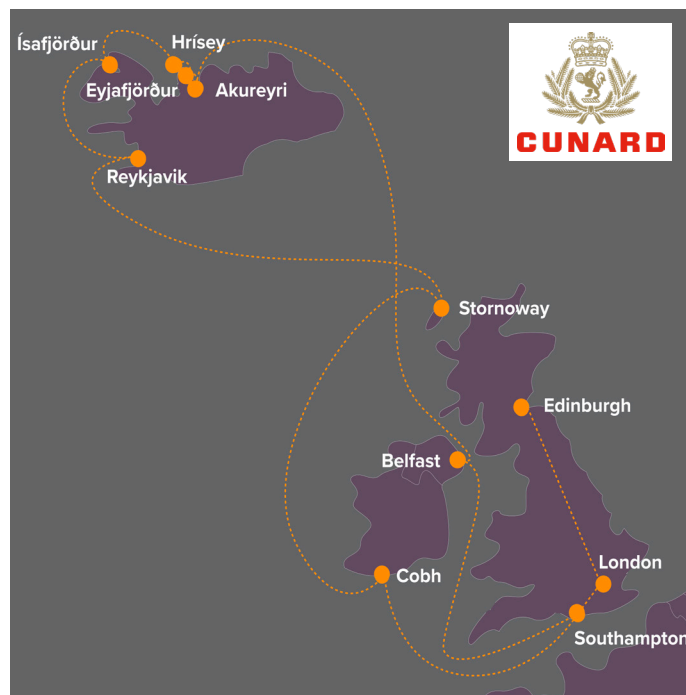 Ísafjörður
Hrísey
Eyjafjörður
Akureyri
CUNARD
Reykjavik
Stornoway
Edinburgh
Belfast
London
Cobh
Southampton